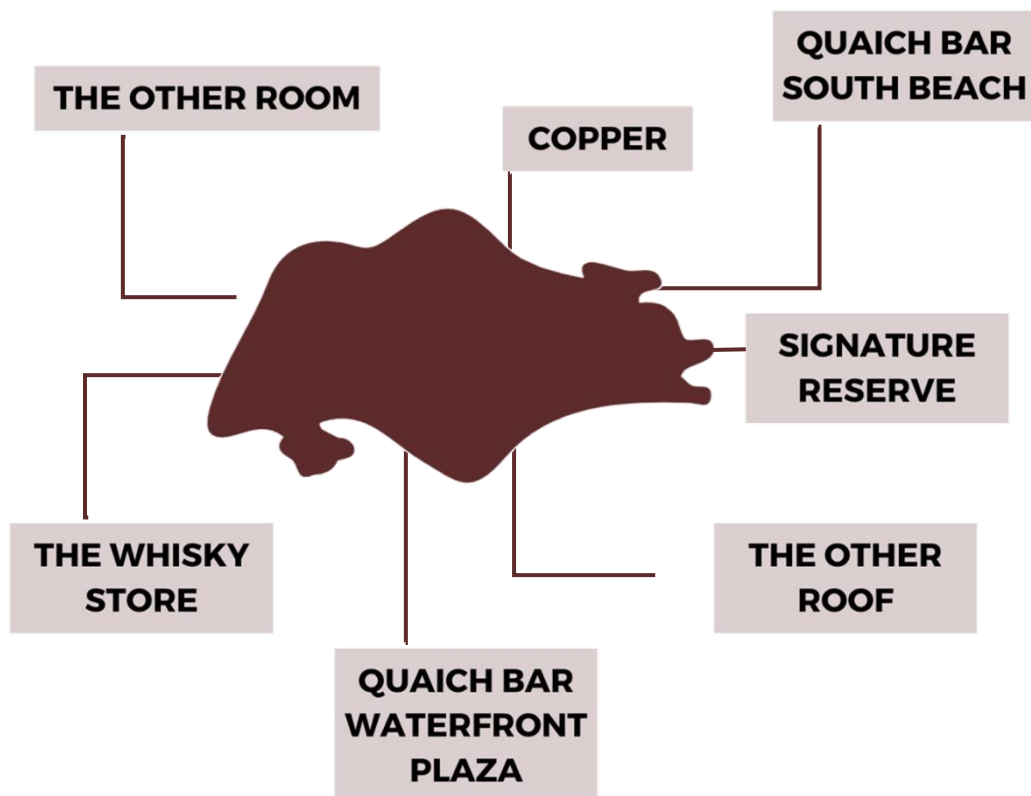 QUAICH BAR
SOUTH BEACH
THE OTHER ROOM
COPPER
SIGNATURE
RESERVE
THE WHISKY
STORE
THE OTHER
ROOF
QUAICH BAR
WATERFRONT
PLAZA